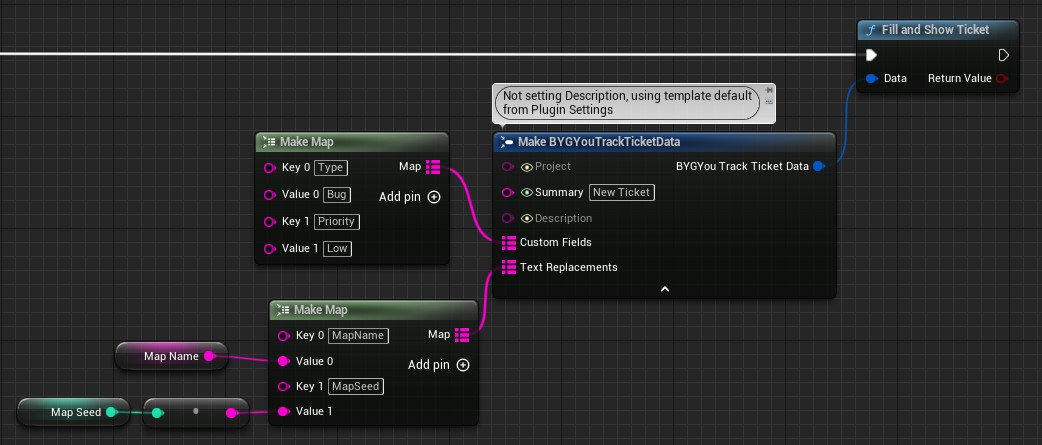 Fill and Show Ticket
Data
Return Value
Not setting Description, using template default
from Plugin Settings
Make Map
Key 0 Type
Map
Value 0 Bug
Add pin
Key 1 Priority
Value 1 Low
Make BYGYouTrackTicketData
Project
BYGYou Track Ticket Data
Summary New Ticket
Description
Custom Fields
Text Replacements
Make Map
Key 0 MapName
Map
Value 0
Add pin
Key 1 MapSeed
Value 1
Map Name
Map Seed